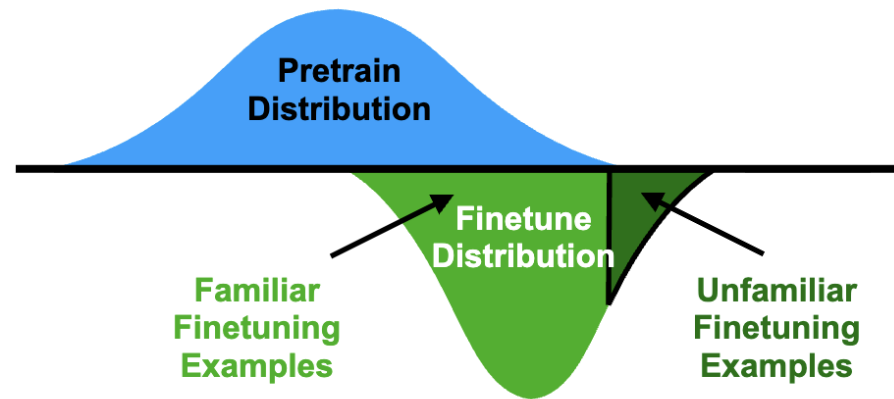 Pretrain
Distribution
Finetune
Distribution
Familiar
Finetuning
Examples
Unfamiliar
Finetuning
Examples